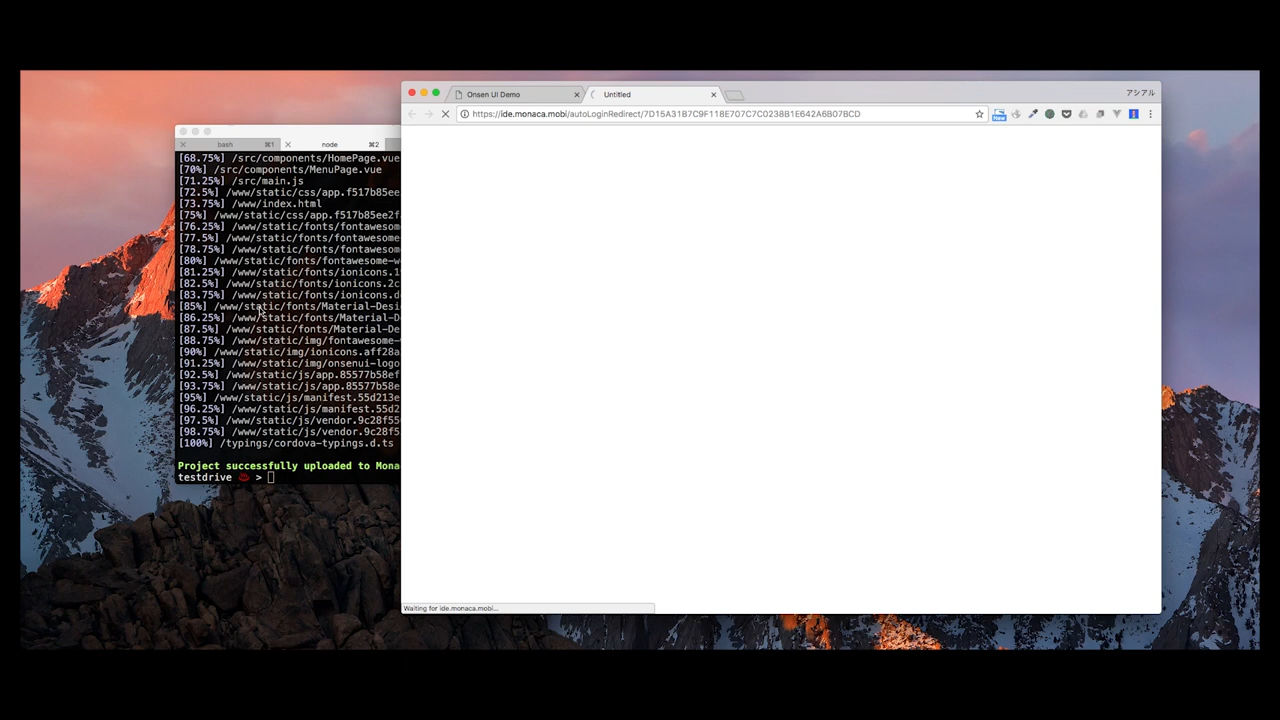 Onsen UI Demo
Untitled
アシアル
https://ide.monaca.mobi/autoLoginRedirect/7D15A31B7C9F118E707C7C0238B1E642A6B07BCD
New
bash ⌘1
node ⌘2
[68.75%] /src/components/HomePage.vue
[70%] /src/components/MenuPage.vue
[71.25%] /src/main.js
[72.5%] /www/static/css/app.f517b85ee
[73.75%] /www/index.html
[75%] /www/static/css/app.f517b85ee2f
[76.25%] /www/static/fonts/fontawesom
[77.5%] /www/static/fonts/fontawesome
[78.75%] /www/static/fonts/fontawesom
[80%] /www/static/fonts/fontawesome-w
[81.25%] /www/static/fonts/ionicons.1
[82.5%] /www/static/fonts/ionicons.2c
[83.75%] /www/static/fonts/ionicons.d
[85%] /www/static/fonts/Material-Desi
[86.25%] /www/static/fonts/Material-D
[87.5%] /www/static/fonts/Material-De
[88.75%] /www/static/img/fontawesome-
[90%] /www/static/img/ionicons.aff28a
[91.25%] /www/static/img/onsenui-logo
[92.5%] /www/static/js/app.85577b58ef
[93.75%] /www/static/js/app.85577b58e
[95%] /www/static/js/manifest.55d213e
[96.25%] /www/static/js/manifest.55d2
[97.5%] /www/static/js/vendor.9c28f55
[98.75%] /www/static/js/vendor.9c28f5
[100%] /typings/cordova-typings.d.ts
Project successfully uploaded to Mona
testdrive ♨ >
Waiting for ide.monaca.mobi...